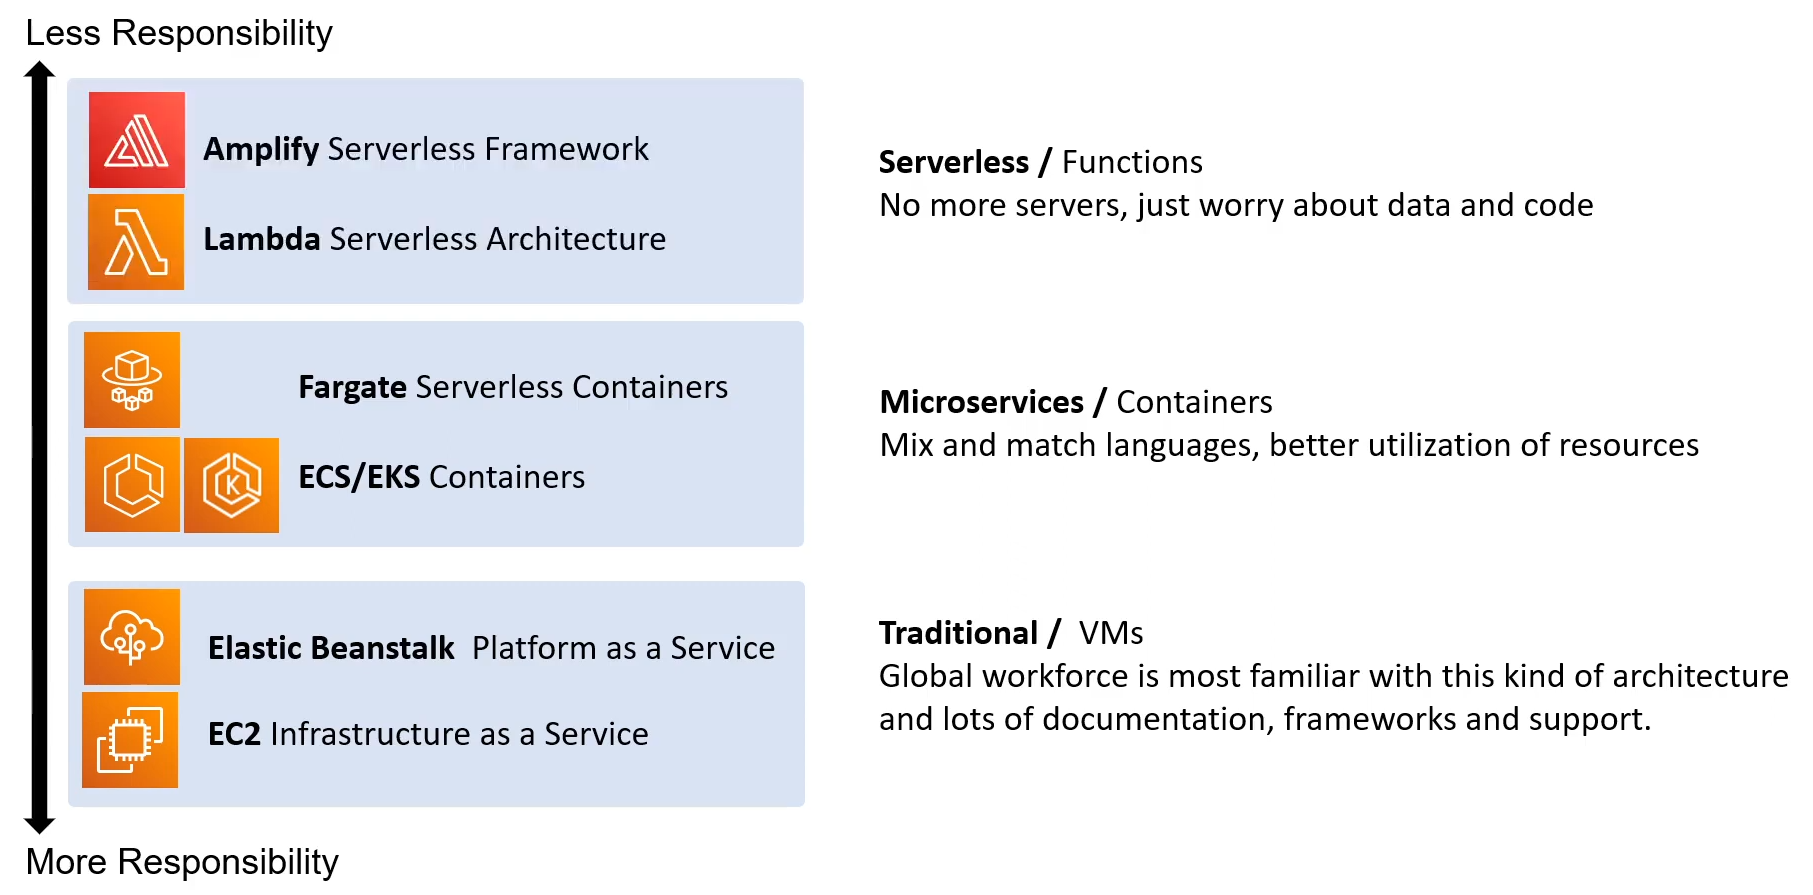 Less Responsibility
Amplify Serverless Framework
Lambda Serverless Architecture
Serverless / Functions
No more servers, just worry about data and code
Fargate Serverless Containers
K
ECS/EKS Containers
Microservices / Containers
Mix and match languages, better utilization of resources
Elastic Beanstalk Platform as a Service
EC2 Infrastructure as a Service
Traditional / VMs
Global workforce is most familiar with this kind of architecture
and lots of documentation, frameworks and support.
More Responsibility